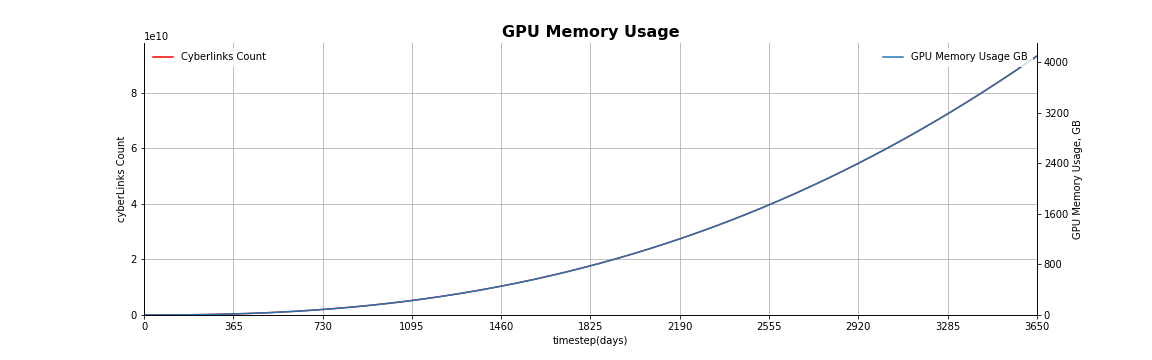 GPU Memory Usage
1e10
Cyberlinks Count
GPU Memory Usage GB
cyberLinks Count
8
6
4
2
0
4000
3200
2400
1600
800
0
GPU Memory Usage, GB
0 365 730 1095 1460 1825 2190 2555 2920 3285 3650
timestep(days)